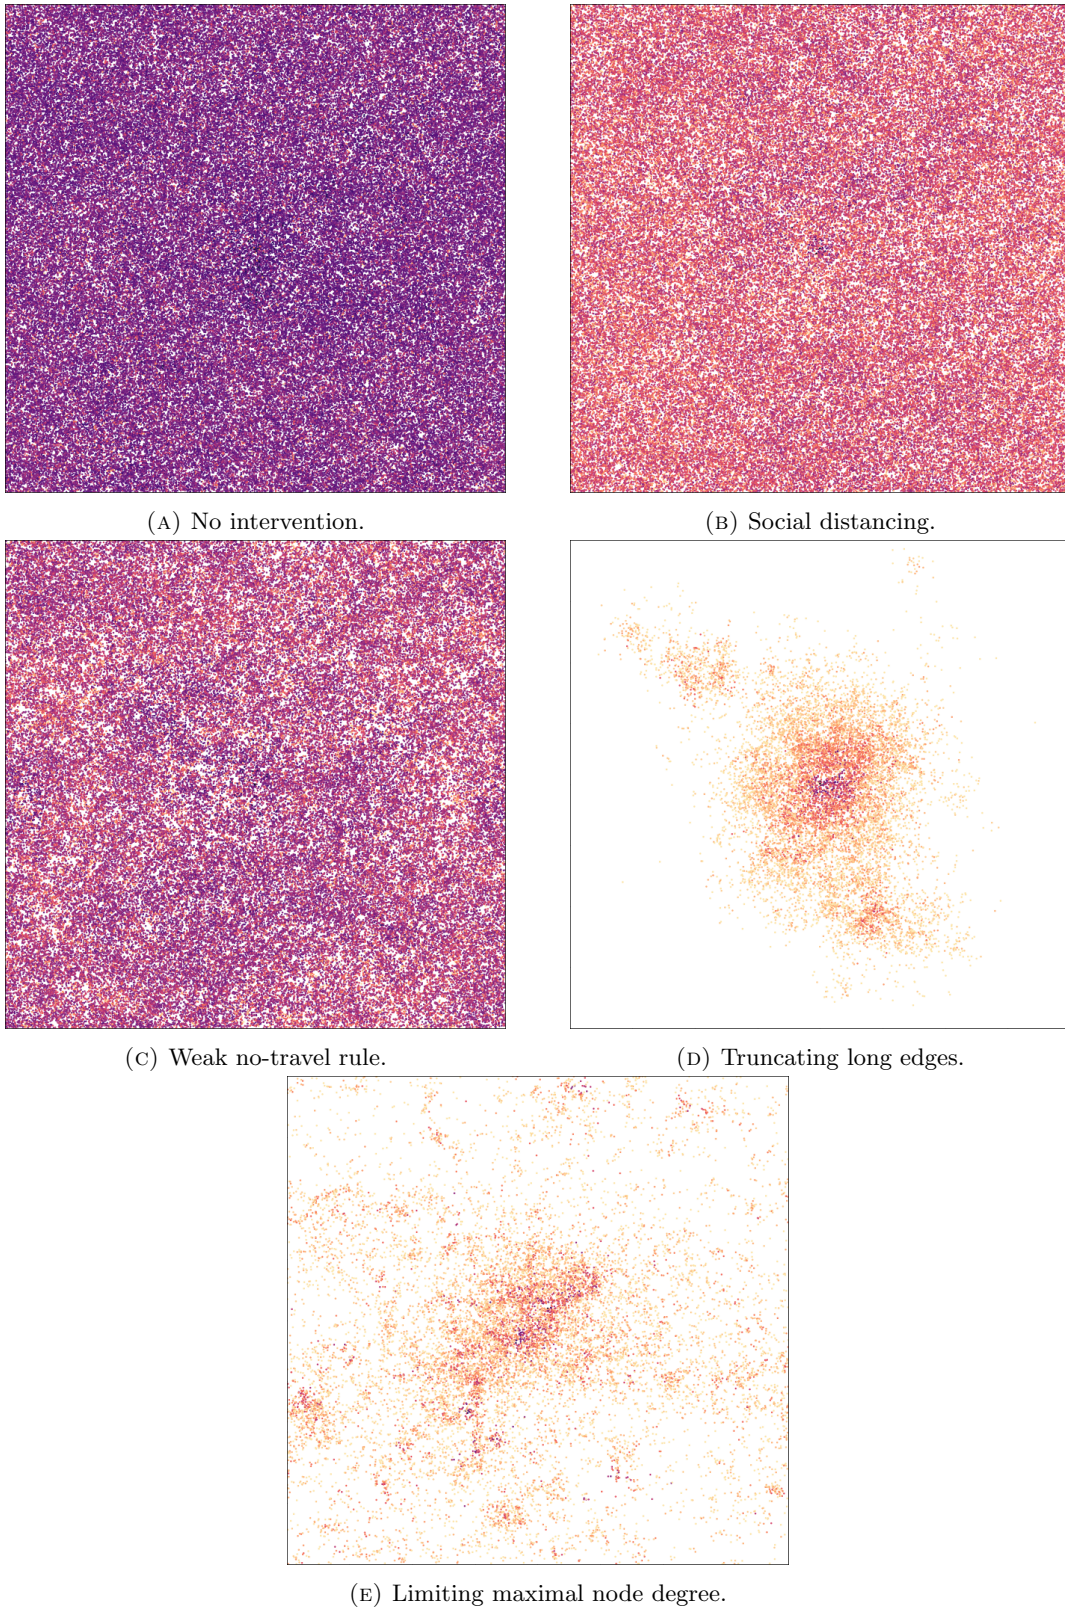 (A) No intervention.
(B) Social distancing.
(C) Weak no-travel rule.
(D) Truncating long edges.
(E) Limiting maximal node degree.